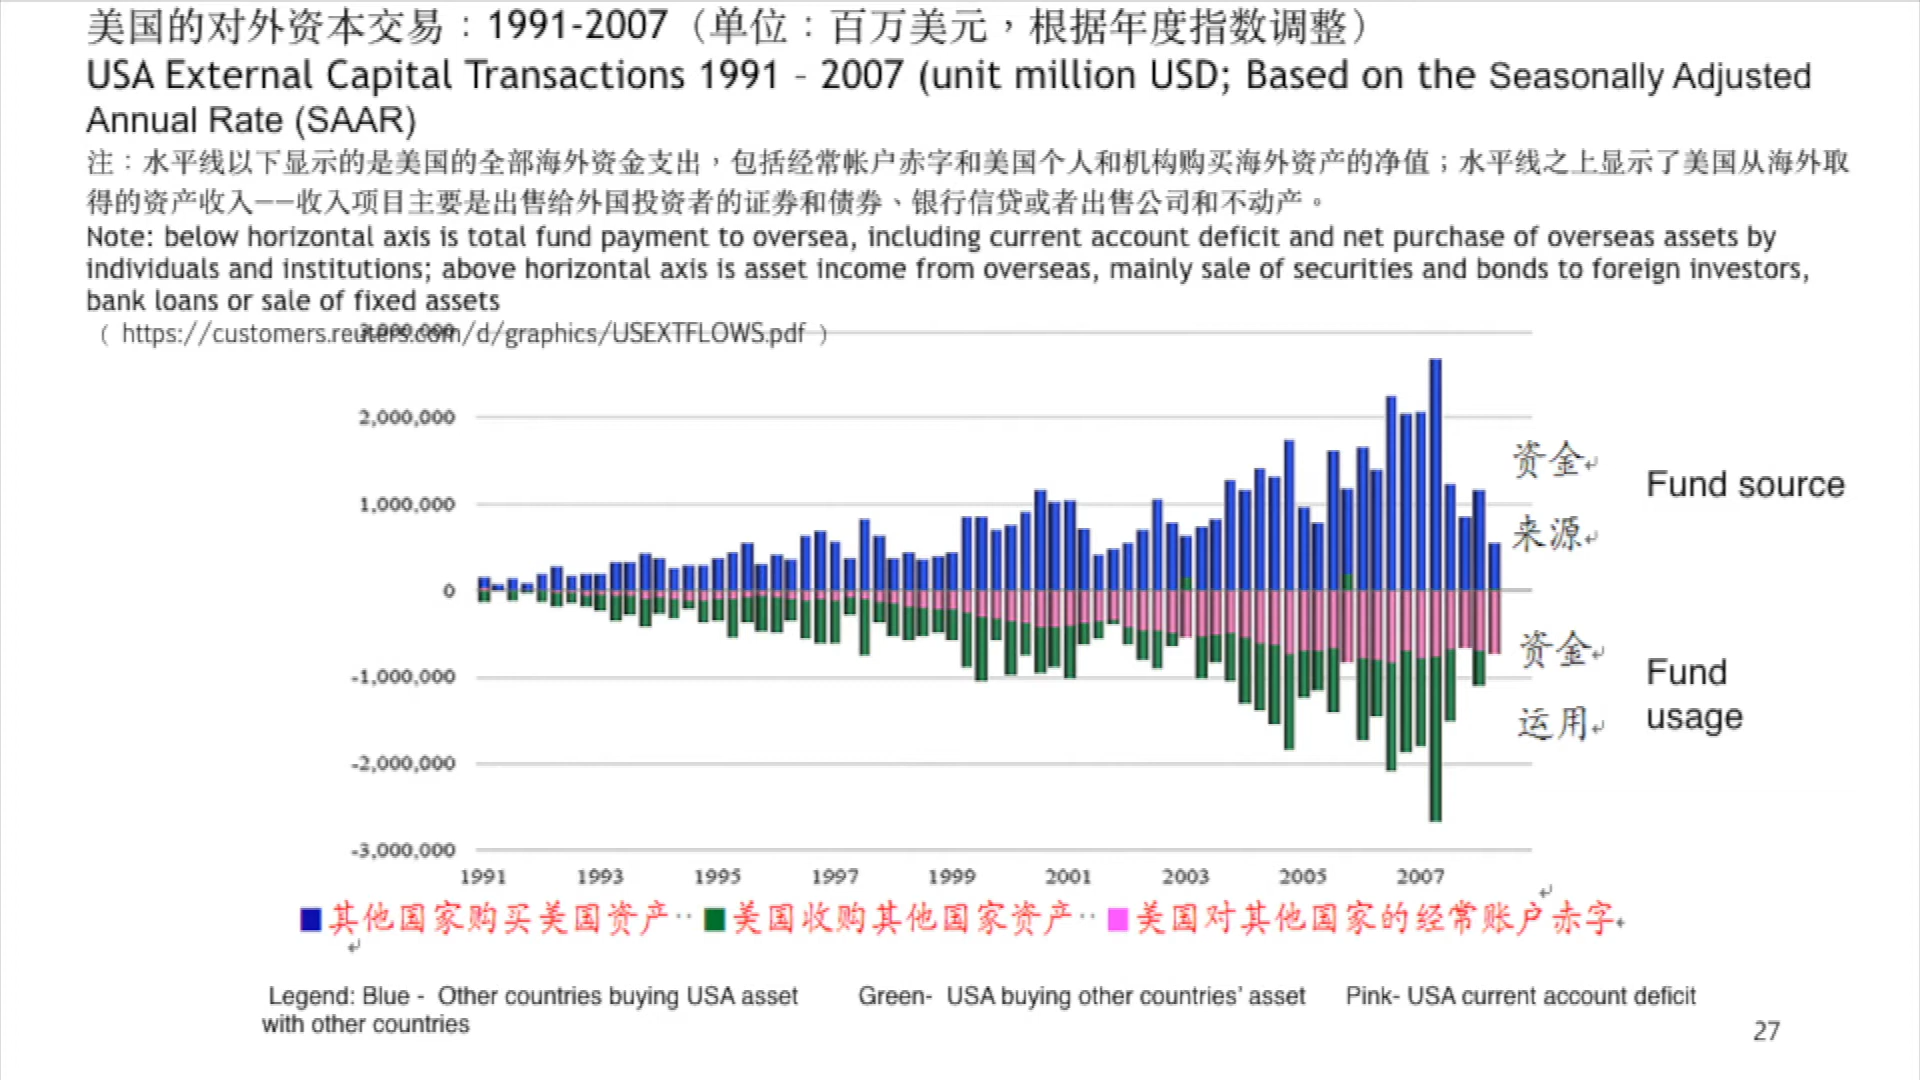 美国的对外资本交易：1991-2007（单位：百万美元，根据年度指数调整）
USA External Capital Transactions 1991 – 2007 (unit million USD; Based on the Seasonally Adjusted
Annual Rate (SAAR)
注：水平线以下显示的是美国的全部海外资金支出，包括经常帐户赤字和美国个人和机构购买海外资产的净值；水平线之上显示了美国从海外取
得的资产收入——收入项目主要是出售给外国投资者的证券和债券、银行信贷或者出售公司和不动产。
Note: below horizontal axis is total fund payment to oversea, including current account deficit and net purchase of overseas assets by
individuals and institutions; above horizontal axis is asset income from overseas, mainly sale of securities and bonds to foreign investors,
bank loans or sale of fixed assets
（ https://customers.reuters.com/d/graphics/USEXTFLOWS.pdf ）
3,000,000
2,000,000
1,000,000
0
-1,000,000
-2,000,000
-3,000,000
资金
来源
Fund source
资金
运用
Fund
usage
1991 1993 1995 1997 1999 2001 2003 2005 2007
其他国家购买美国资产 美国收购其他国家资产 美国对其他国家的经常账户赤字
Legend: Blue - Other countries buying USA asset Green- USA buying other countries' asset Pink- USA current account deficit
with other countries
27